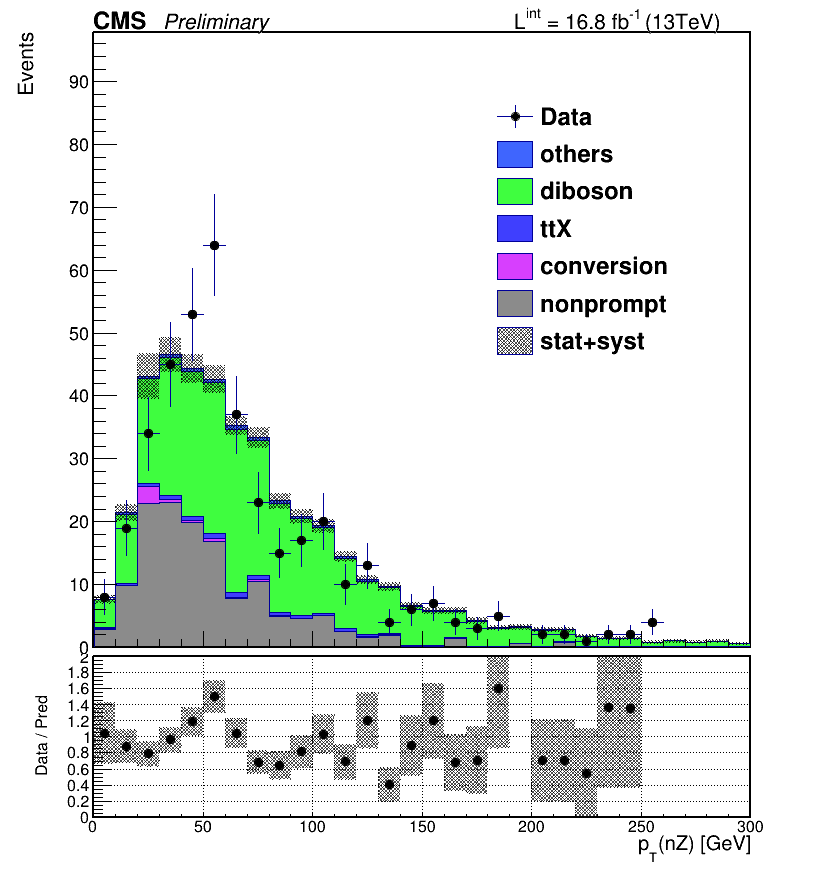 CMS Preliminary L^int = 16.8 fb^-1 (13TeV)
Events
90
80
70
60
50
40
30
20
10
0
Data
others
diboson
ttX
conversion
nonprompt
stat+syst
Data / Pred
2
1.8
1.6
1.4
1.2
1
0.8
0.6
0.4
0.2
0
0 50 100 150 200 250 300
p_T(nZ) [GeV]